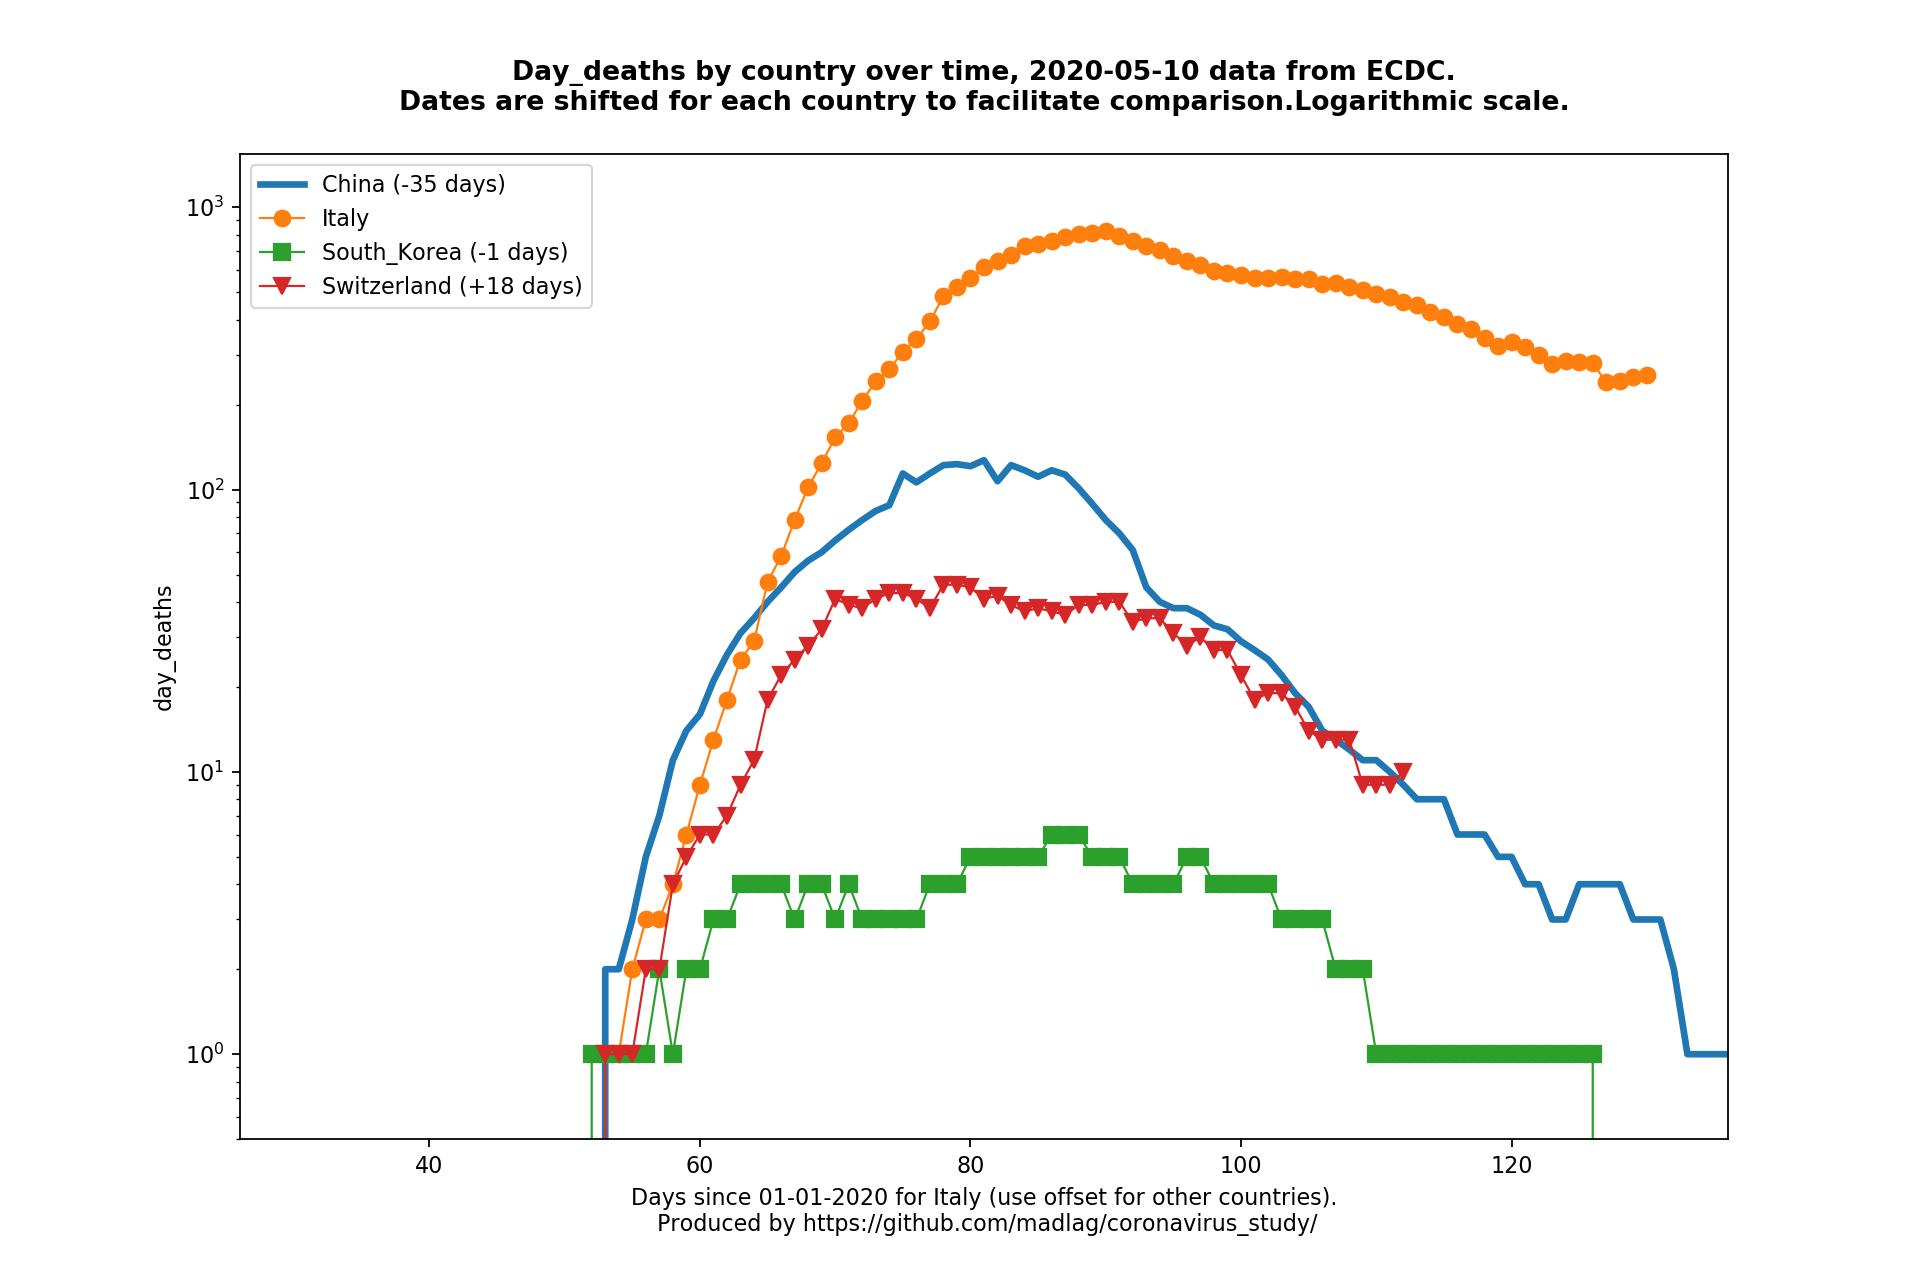 Day_deaths by country over time, 2020-05-10 data from ECDC.
Dates are shifted for each country to facilitate comparison.Logarithmic scale.
China (-35 days)
Italy
South_Korea (-1 days)
Switzerland (+18 days)
10³
10²
10¹
10⁰
day_deaths
40 60 80 100 120
Days since 01-01-2020 for Italy (use offset for other countries).
Produced by https://github.com/madlag/coronavirus_study/